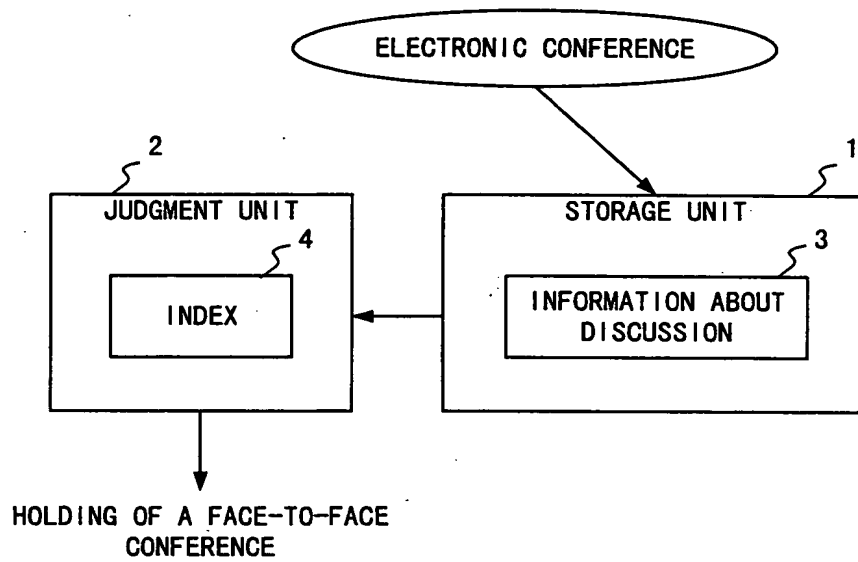 ELECTRONIC CONFERENCE
2
1
JUDGMENT UNIT
STORAGE UNIT
4
3
INDEX
INFORMATION ABOUT
DISCUSSION
HOLDING OF A FACE-TO-FACE
CONFERENCE